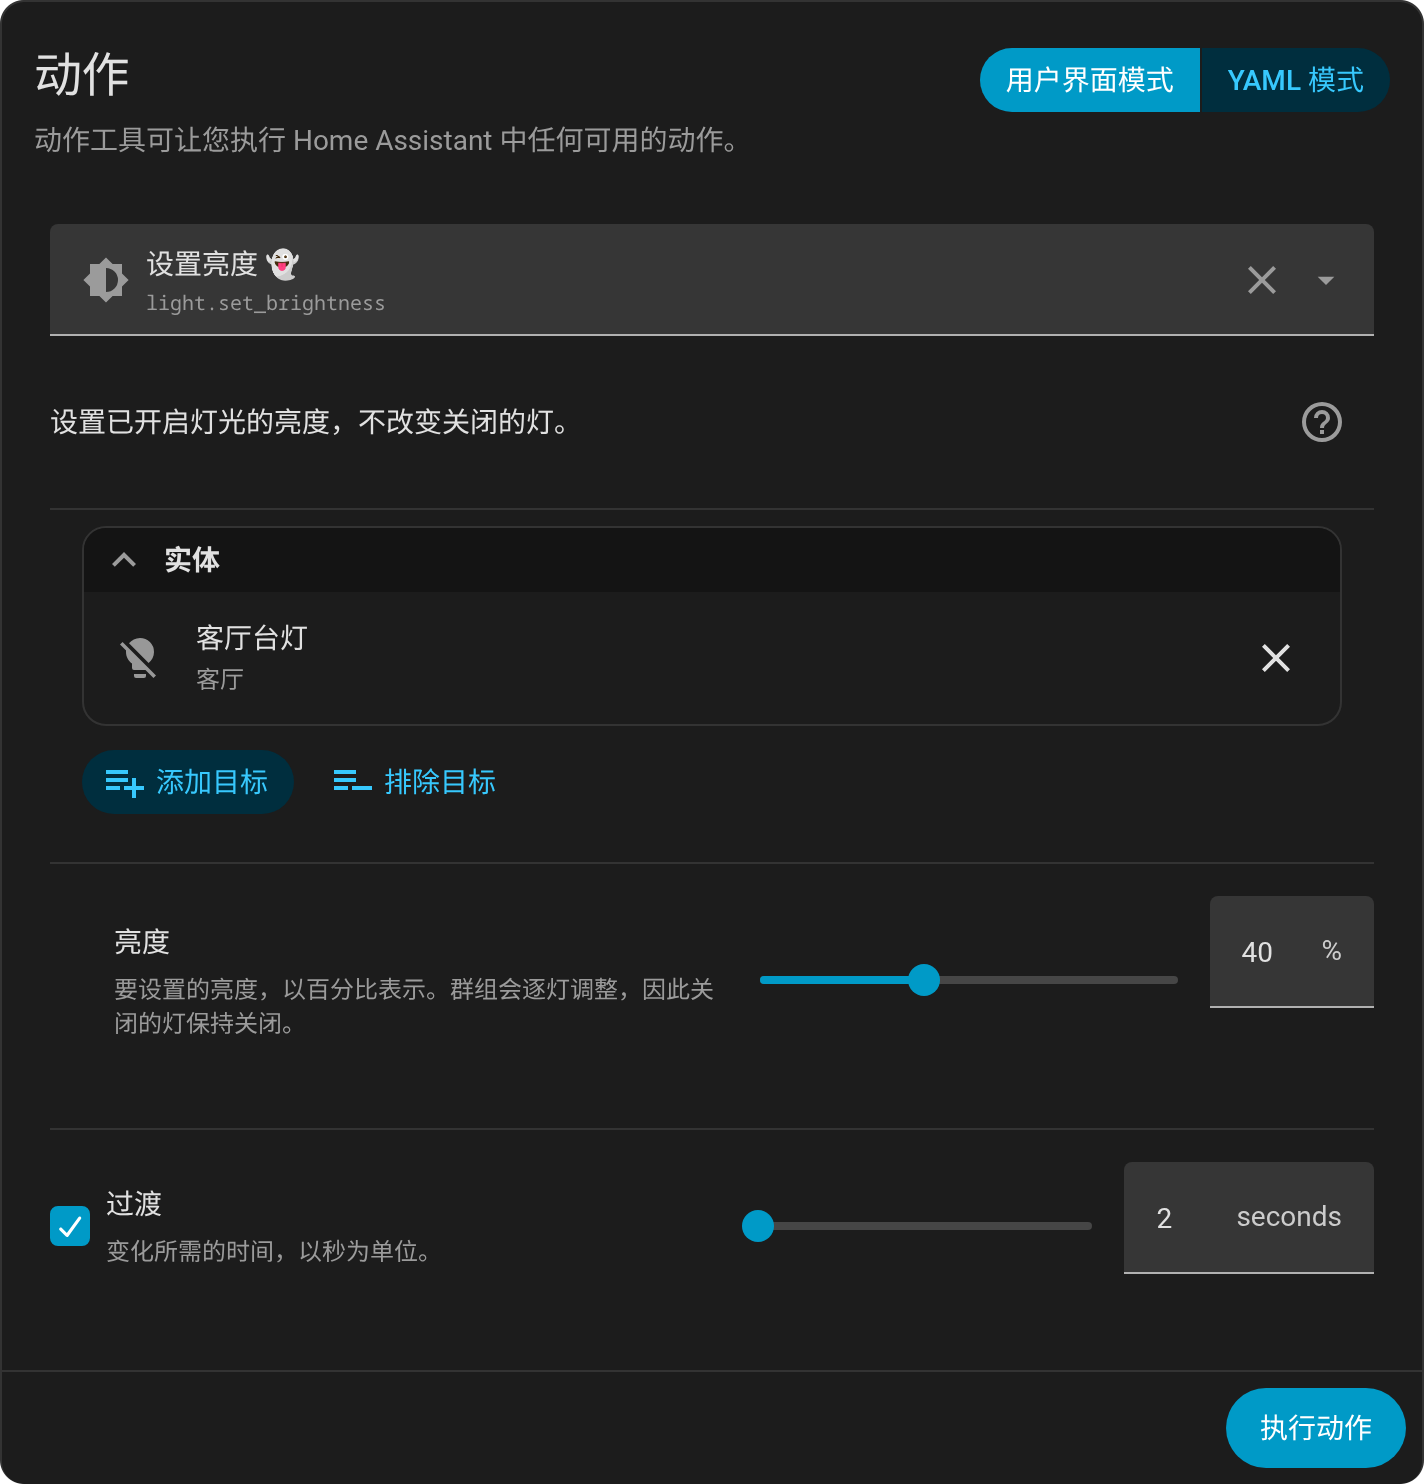 动作
用户界面模式
YAML 模式
动作工具可让您执行 Home Assistant 中任何可用的动作。
设置亮度 👻
light.set_brightness
设置已开启灯光的亮度，不改变关闭的灯。
实体
客厅台灯
客厅
添加目标
排除目标
亮度
要设置的亮度，以百分比表示。群组会逐灯调整，因此关
闭的灯保持关闭。
40 %
过渡
变化所需的时间，以秒为单位。
2 seconds
执行动作